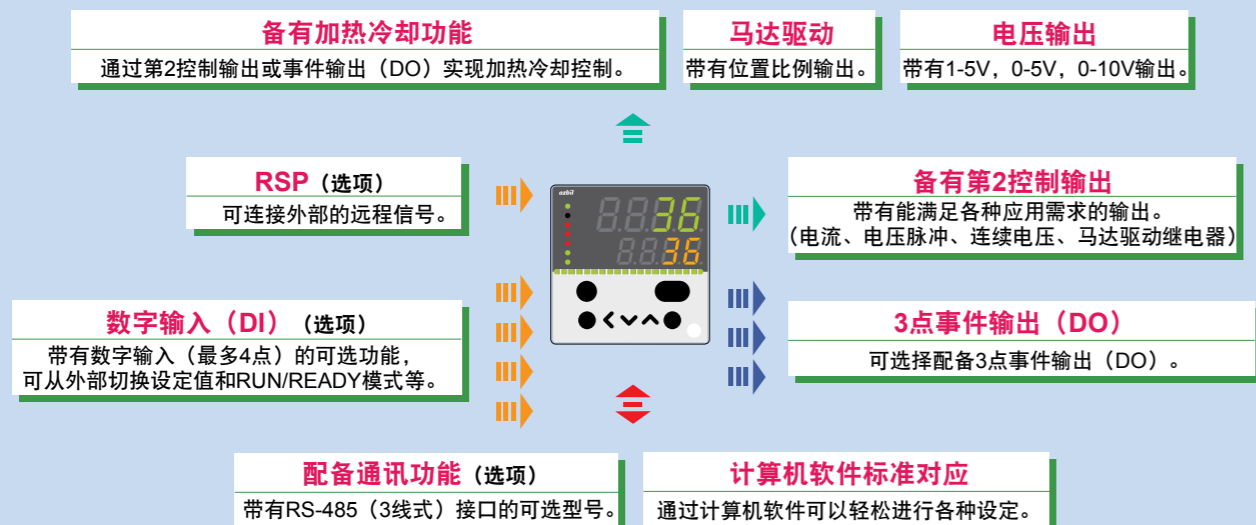 备有加热冷却功能
通过第2控制输出或事件输出（DO）实现加热冷却控制。
马达驱动
带有位置比例输出。
电压输出
带有1-5V，0-5V，0-10V输出。
RSP（选项）
可连接外部的远程信号。
azbil
8.8.36
8.8.36
备有第2控制输出
带有能满足各种应用需求的输出。
（电流、电压脉冲、连续电压、马达驱动继电器）
数字输入（DI）（选项）
带有数字输入（最多4点）的可选功能，
可从外部切换设定值和RUN/READY模式等。
3点事件输出（DO）
可选择配备3点事件输出（DO）。
配备通讯功能（选项）
带有RS-485（3线式）接口的可选型号。
计算机软件标准对应
通过计算机软件可以轻松进行各种设定。